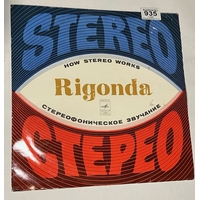 935
STEREO
HOW STEREO WORKS
Rigonda
СТЕРЕОФОНИЧЕСКОЕ ЗВУЧАНИЕ
СТЕРЕО